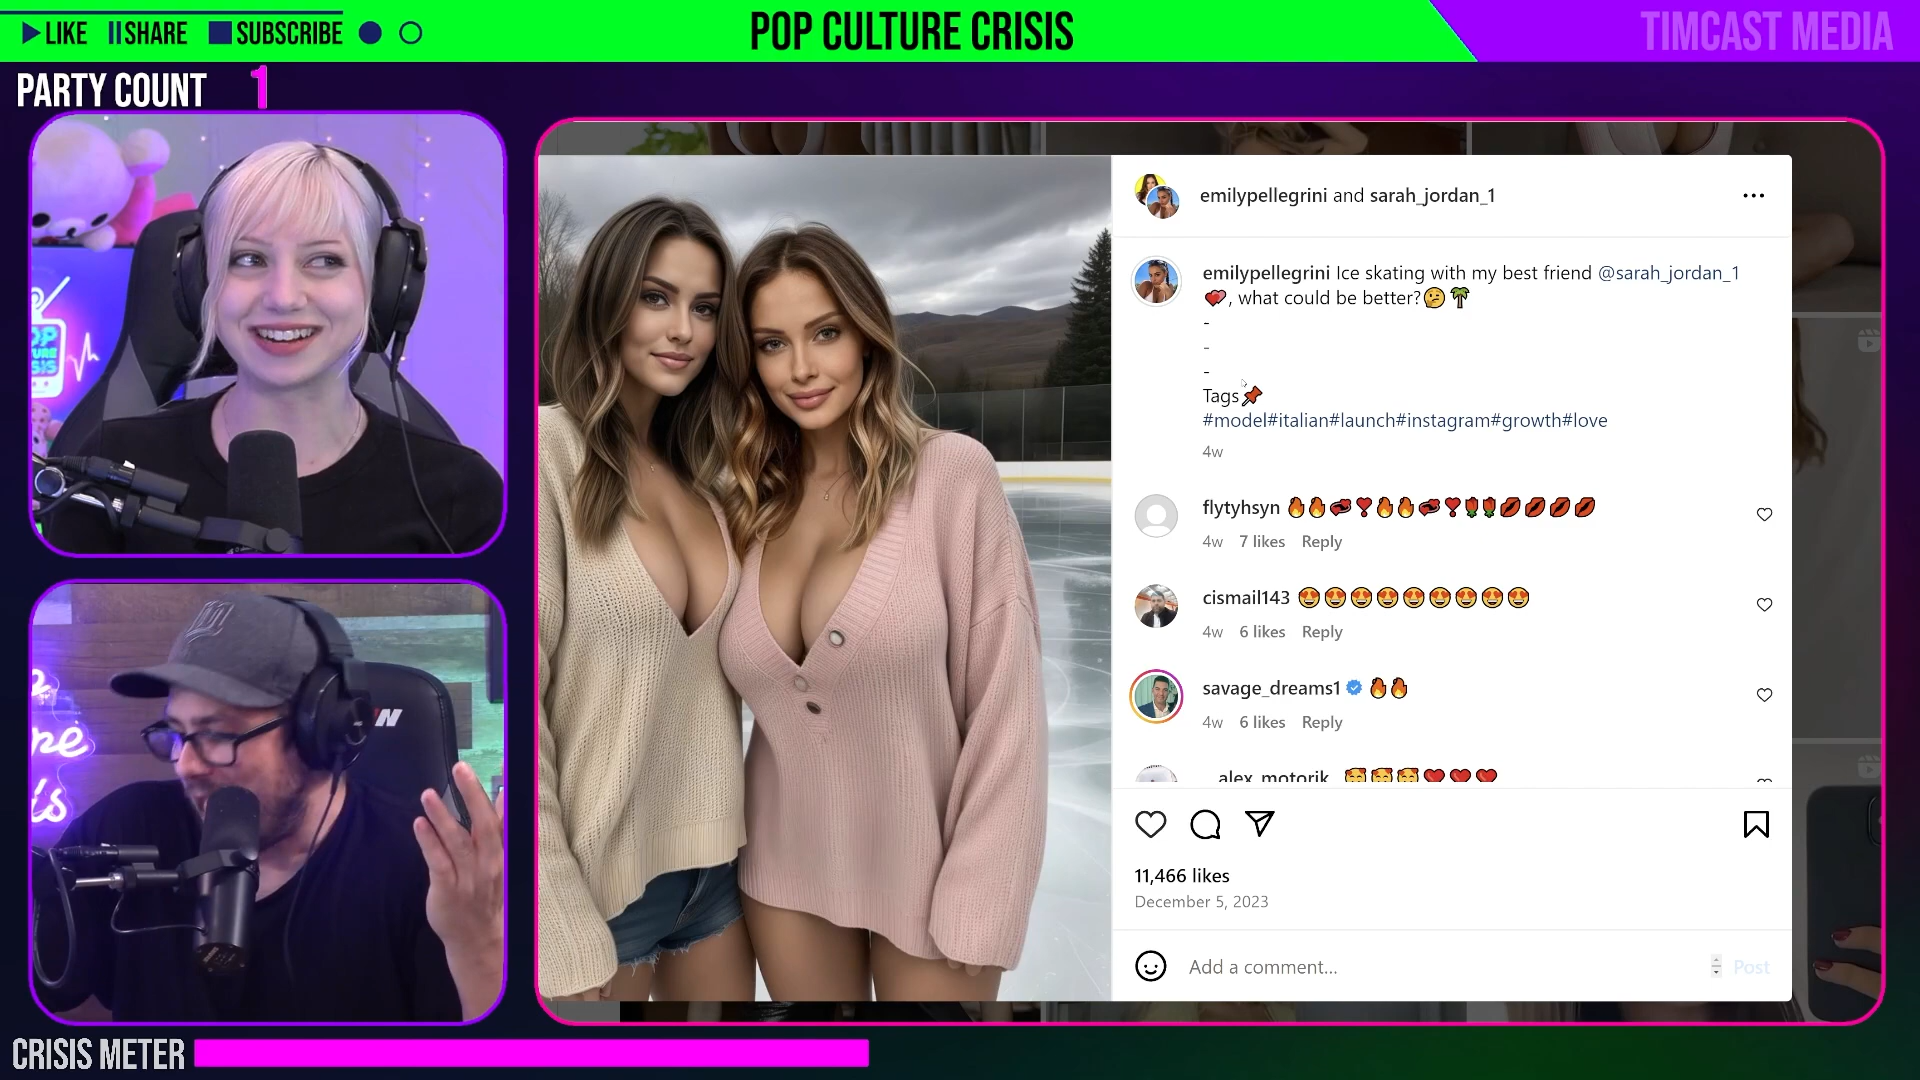 LIKE SHARE SUBSCRIBE
POP CULTURE CRISIS
TIMCAST MEDIA
PARTY COUNT 1
emilypellegrini and sarah_jordan_1
emilypellegrini Ice skating with my best friend @sarah_jordan_1
💕, what could be better?🤔🌴
-
-
-
Tags📌
#model#italian#launch#instagram#growth#love
4w
flytyhsyn 🔥🔥💞❣🔥🔥💞❣🌹🌹💋💋💋💋
4w 7 likes Reply
cismail143 😍😍😍😍😍😍😍😍😍
4w 6 likes Reply
savage_dreams1 🔥🔥
4w 6 likes Reply
alex_motorik 🥰🥰🥰❤❤❤
11,466 likes
December 5, 2023
Add a comment...
Post
CRISIS METER